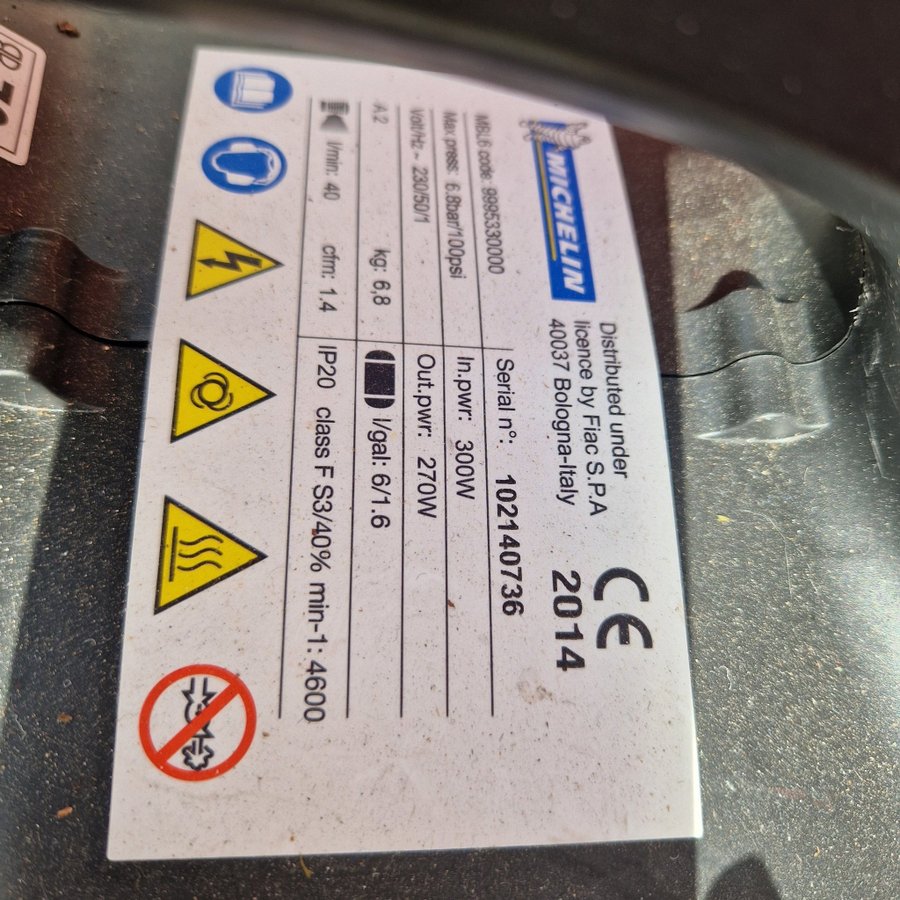 MICHELIN
Distributed under
licence by Fiac S.P.A
40037 Bologna-Italy
CE
2014
MBL6 code: 9995330000 Serial n°: 102140736
Max press: 6.8bar/100psi In.pwr: 300W
Volt/Hz~ 230/50/1 Out.pwr: 270W
A 2 kg: 6,8 l/gal: 6/1.6
l/min: 40 cfm: 1.4 IP20 class F S3/40% min-1: 4600